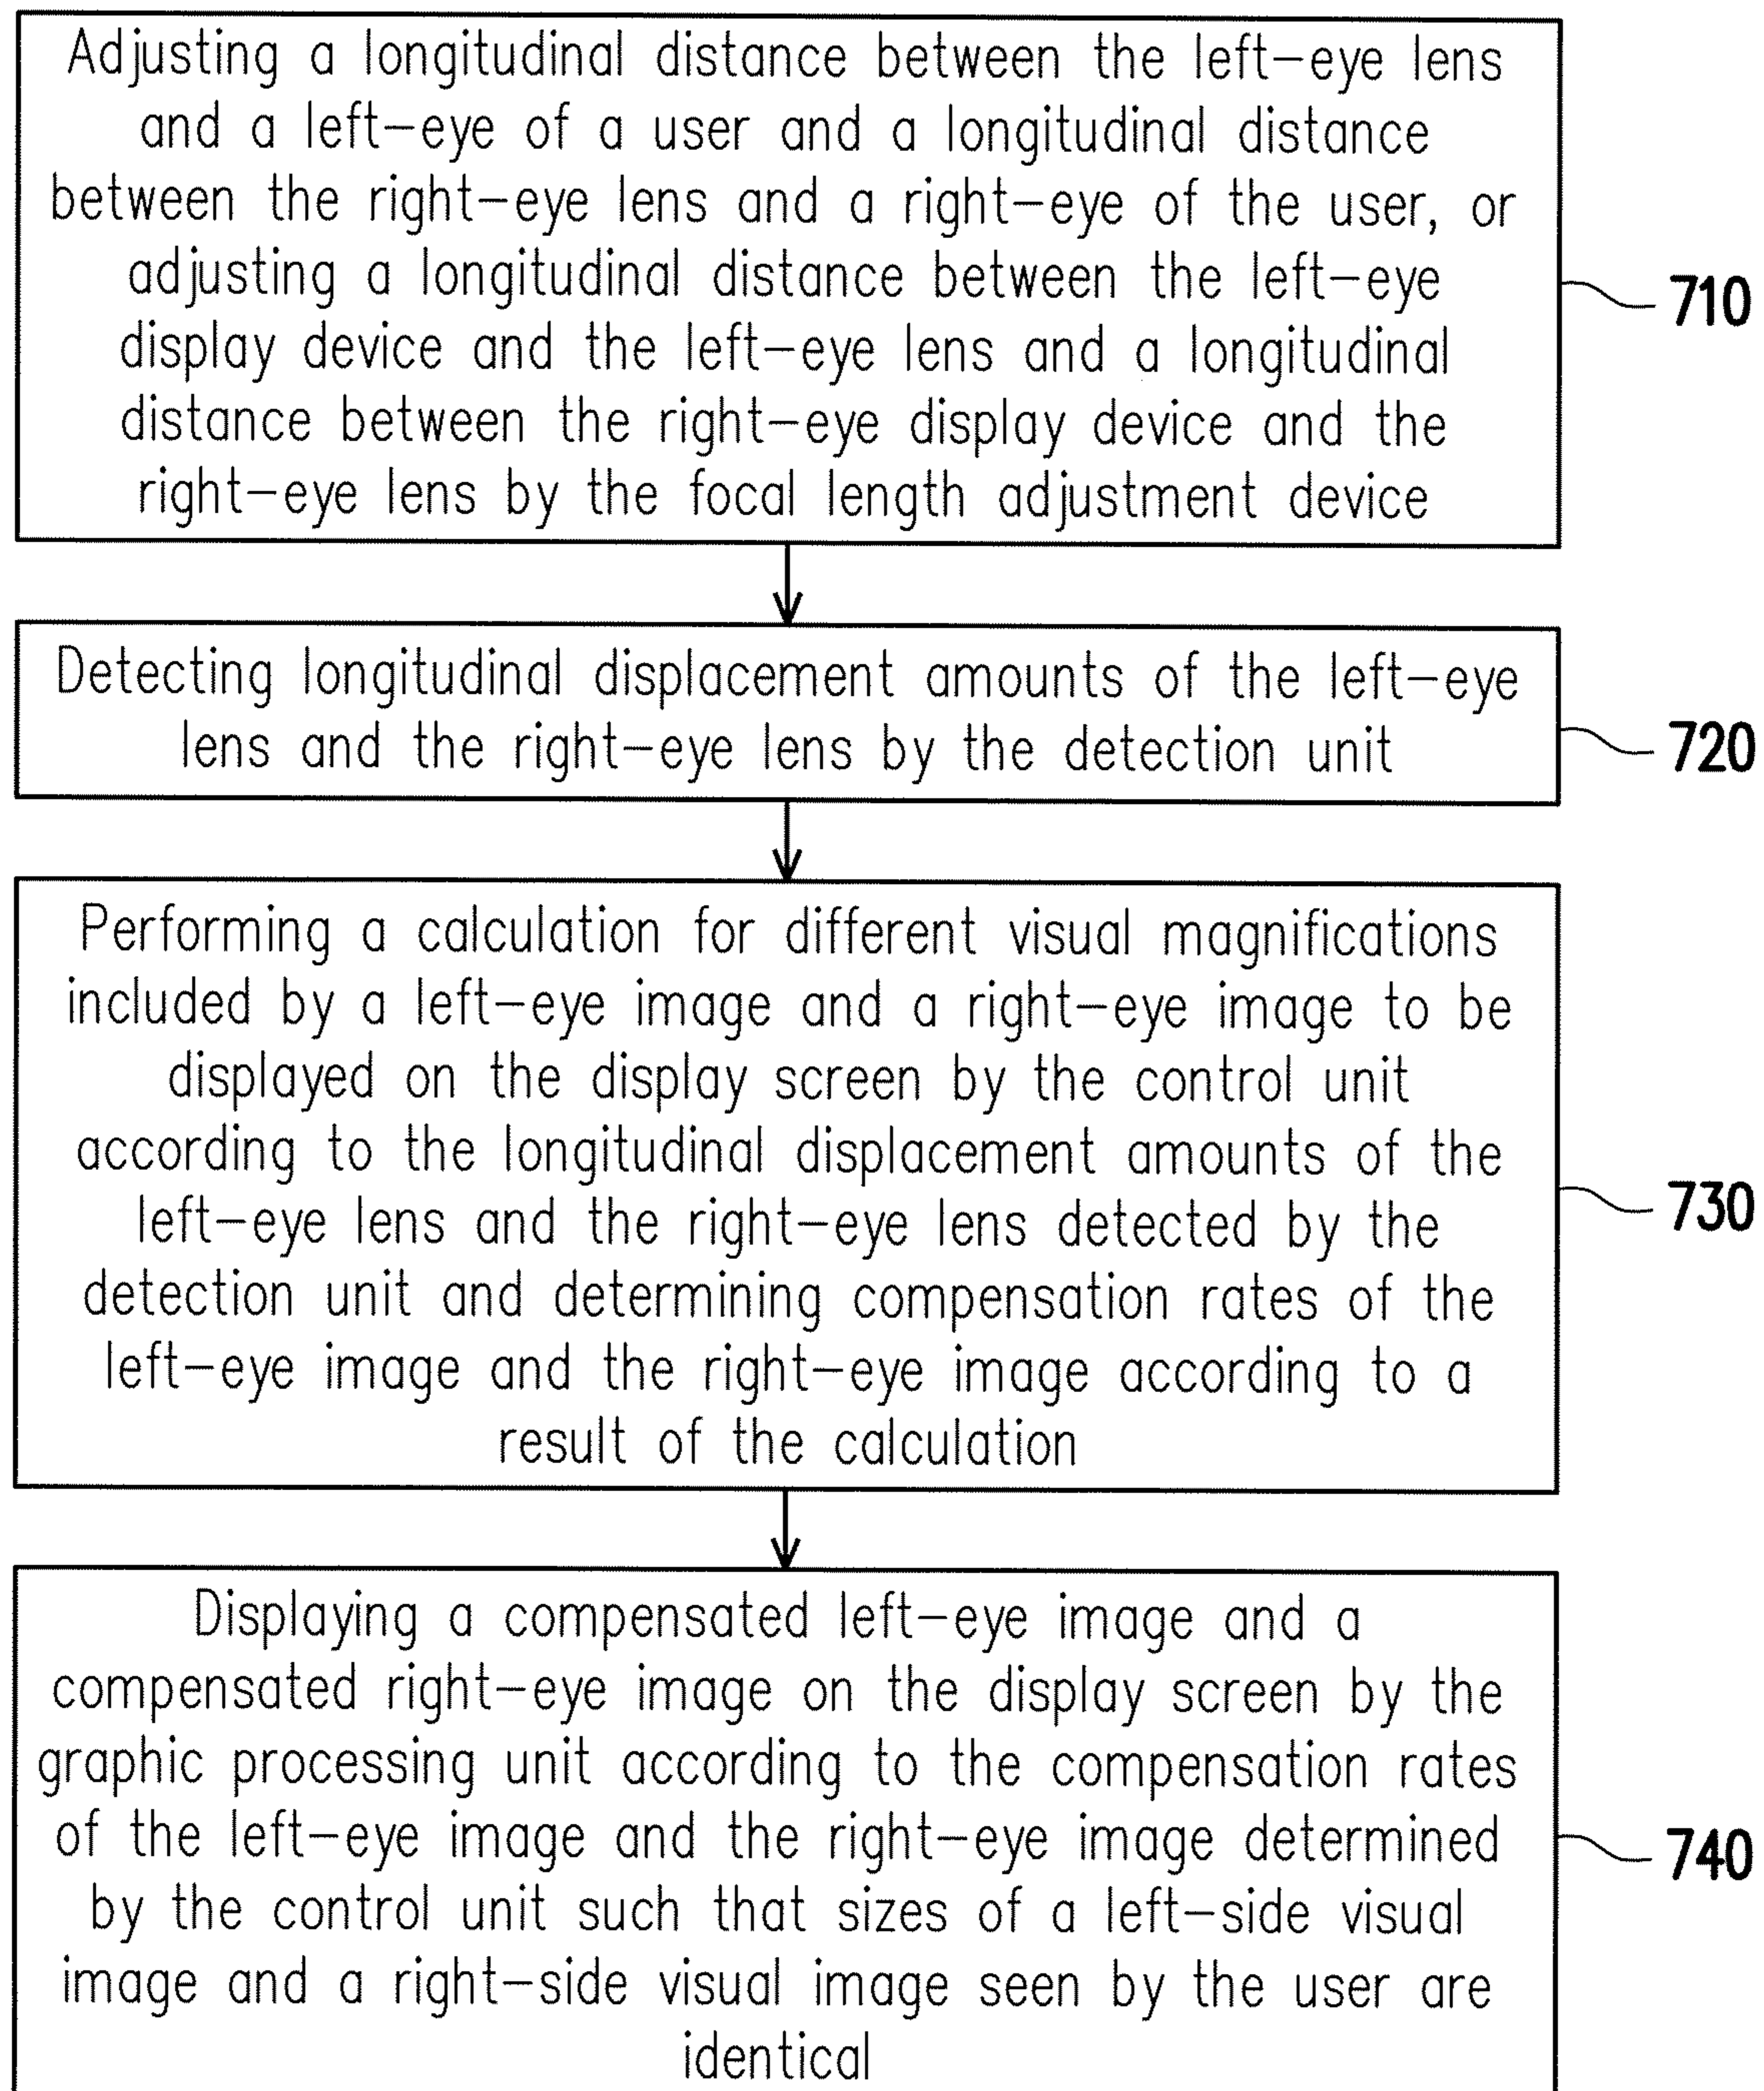 Adjusting a longitudinal distance between the left-eye lens
and a left-eye of a user and a longitudinal distance
between the right-eye lens and a right-eye of the user, or
adjusting a longitudinal distance between the left-eye
display device and the left-eye lens and a longitudinal
distance between the right-eye display device and the
right-eye lens by the focal length adjustment device
710
Detecting longitudinal displacement amounts of the left-eye
lens and the right-eye lens by the detection unit
720
Performing a calculation for different visual magnifications
included by a left-eye image and a right-eye image to be
displayed on the display screen by the control unit
according to the longitudinal displacement amounts of the
left-eye lens and the right-eye lens detected by the
detection unit and determining compensation rates of the
left-eye image and the right-eye image according to a
result of the calculation
730
Displaying a compensated left-eye image and a
compensated right-eye image on the display screen by the
graphic processing unit according to the compensation rates
of the left-eye image and the right-eye image determined
by the control unit such that sizes of a left-side visual
image and a right-side visual image seen by the user are
identical
740